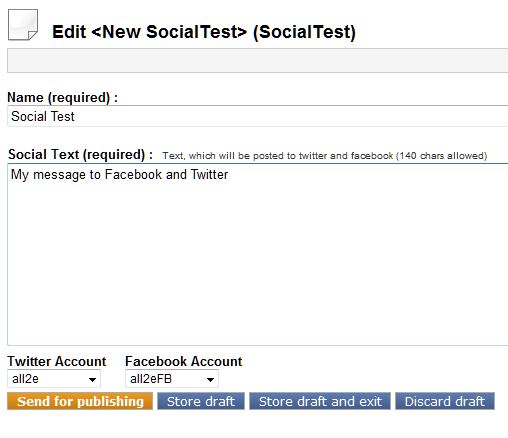 Edit <New SocialTest> (SocialTest)
Name (required) :
Social Test
Social Text (required) : Text, which will be posted to twitter and facebook (140 chars allowed)
My message to Facebook and Twitter
Twitter Account Facebook Account
all2e all2eFB
Send for publishing Store draft Store draft and exit Discard draft